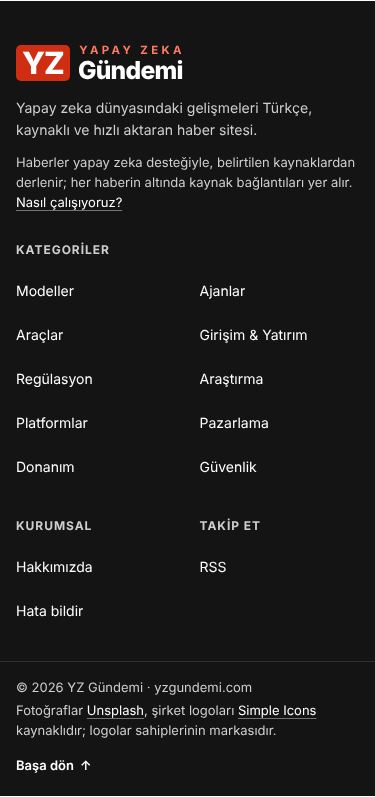 YZ
YAPAY ZEKA
Gündemi
Yapay zeka dünyasındaki gelişmeleri Türkçe,
kaynaklı ve hızlı aktaran haber sitesi.
Haberler yapay zeka desteğiyle, belirtilen kaynaklardan
derlenir; her haberin altında kaynak bağlantıları yer alır.
Nasıl çalışıyoruz?
KATEGORİLER
Modeller
Ajanlar
Araçlar
Girişim & Yatırım
Regülasyon
Araştırma
Platformlar
Pazarlama
Donanım
Güvenlik
KURUMSAL
Hakkımızda
Hata bildir
TAKİP ET
RSS
© 2026 YZ Gündemi · yzgundemi.com
Fotoğraflar Unsplash, şirket logoları Simple Icons
kaynaklıdır; logolar sahiplerinin markasıdır.
Başa dön ↑